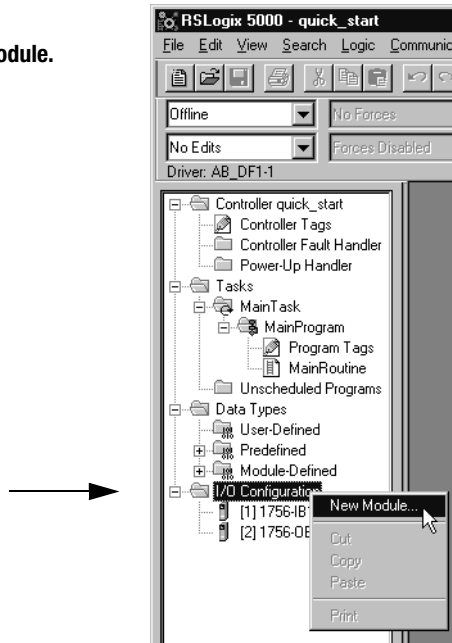 odule.
RSLogix 5000 - quick_start
File Edit View Search Logic Communic
Offline No Forces
No Edits Forces Disabled
Driver: AB_DF1-1
Controller quick_start
Controller Tags
Controller Fault Handler
Power-Up Handler
Tasks
MainTask
MainProgram
Program Tags
MainRoutine
Unscheduled Programs
Data Types
User-Defined
Predefined
Module-Defined
I/O Configuration
[1] 1756-IB
New Module...
[2] 1756-OB
Cut
Copy
Paste
Print